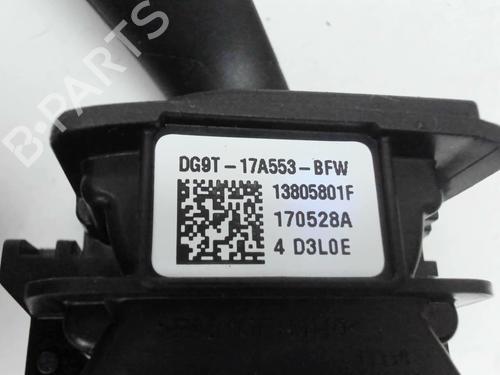 B-PARTS
DG9T-17A553-BFW
13805801F
170528A
4 D3L0E